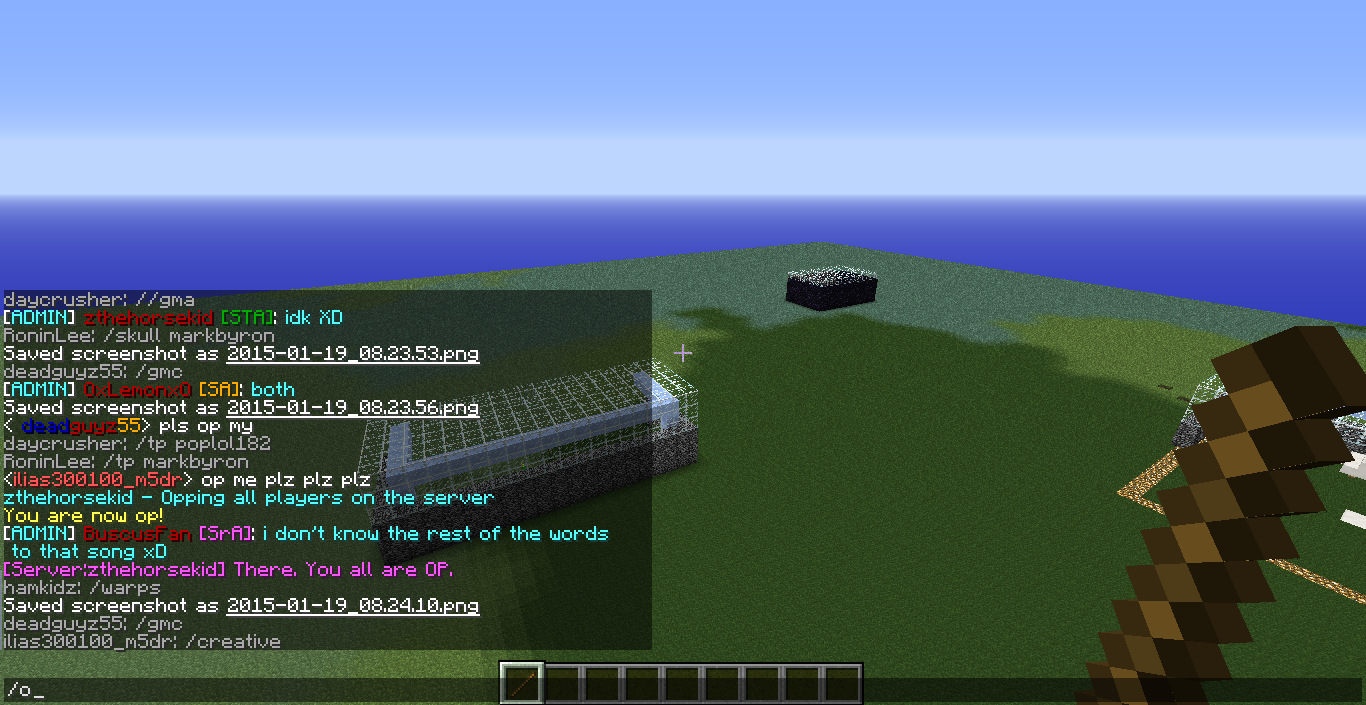 daycrusher: //gma
[ADMIN] zthehorsekid [STA]: idk XD
RoninLee: /skull markbyron
Saved screenshot as 2015-01-19_08.23.53.png
deadguyz55: /gmc
[ADMIN] OxLemonxO [SA]: both
Saved screenshot as 2015-01-19_08.23.56.png
< deadguyz55> pls op my
daycrusher: /tp poplol182
RoninLee: /tp markbyron
<ilias300100_m5dr> op me plz plz plz
zthehorsekid - Opping all players on the server
You are now op!
[ADMIN] BuscusFan [SrA]: i don't know the rest of the words
to that song xD
[Server:zthehorsekid] There. You all are OP.
hamkidz: /warps
Saved screenshot as 2015-01-19_08.24.10.png
deadguyz55: /gmc
ilias300100_m5dr: /creative
/o_